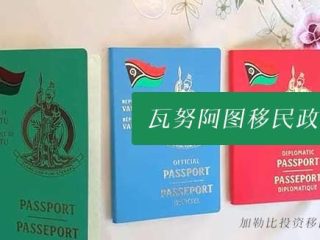 瓦努阿图移民政
PASSPORT
PASSEPORT
OFFICIAL
PASSPORT
PASSEPORT
DIPLOMATIC
PASSPORT
PASSEPORT
DIPLOMATIQUE
加勒比投资移